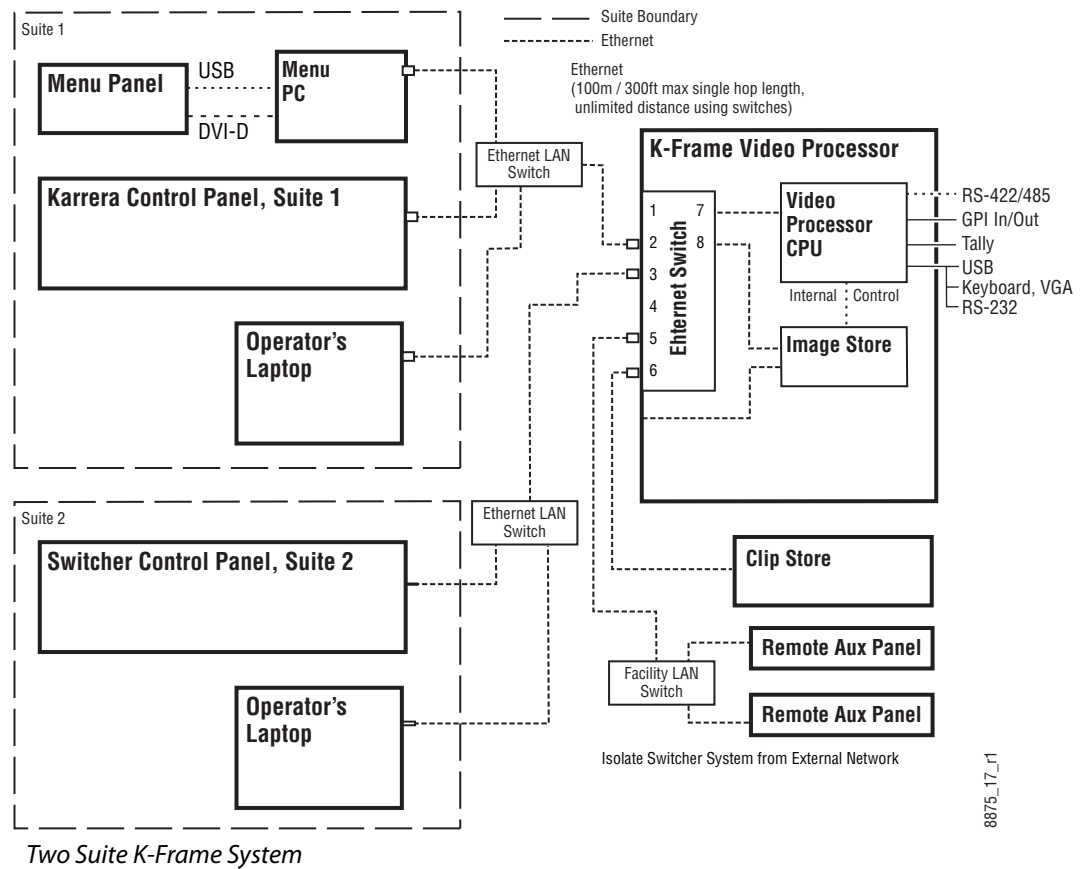 Suite 1
Suite Boundary
Ethernet
Ethernet
(100m / 300ft max single hop length,
unlimited distance using switches)
Menu Panel
USB
DVI-D
Menu
PC
Ethernet LAN
Switch
Karrera Control Panel, Suite 1
Operator's
Laptop
K-Frame Video Processor
Ehternet Switch
1
2
3
4
5
6
7
8
Video
Processor
CPU
Internal
Control
Image Store
RS-422/485
GPI In/Out
Tally
USB
Keyboard, VGA
RS-232
Suite 2
Ethernet LAN
Switch
Switcher Control Panel, Suite 2
Operator's
Laptop
Clip Store
Remote Aux Panel
Facility LAN
Switch
Remote Aux Panel
Isolate Switcher System from External Network
8875_17_r1
Two Suite K-Frame System